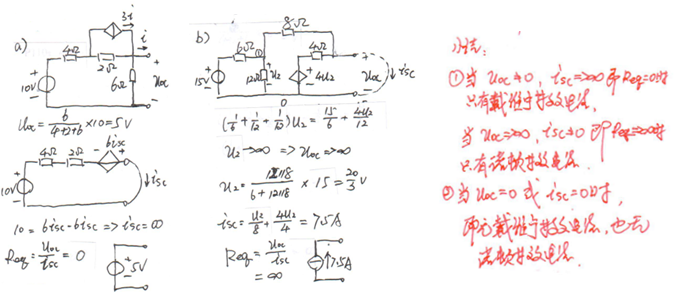 a)
3i
i
4Ω
2Ω
6Ω
10V
+
-
Uoc
Uoc = 6/(4+2+6) ×10 = 5V
4Ω
2Ω
- 6isc +
10V
isc
10 = 6isc - 6isc => isc = ∞
Req = Uoc/isc = 0
5V
b)
8Ω
6Ω
①
4Ω
15V
12Ω
U2
4U2
Uoc
isc
0
(1/6 + 1/12 + 1/12)U2 = 15/6 + 4U2/12
U2 → ∞ => Uoc → ∞
U2 = 12∥8/(6+12∥8) × 15 = 20/3 V
isc = U2/8 + 4U2/4 = 7.5A
Req = Uoc/isc
= ∞
7.5A
小结:
① 当 Uoc≠0, isc=∞ 即 Req=0时
只有戴维宁等效电路.
当 Uoc=∞, isc≠0 即 Req=∞时
只有诺顿等效电路.
② 当 Uoc=∞ 或 isc=0时,
即无戴维宁等效电路, 也无
诺顿等效电路.